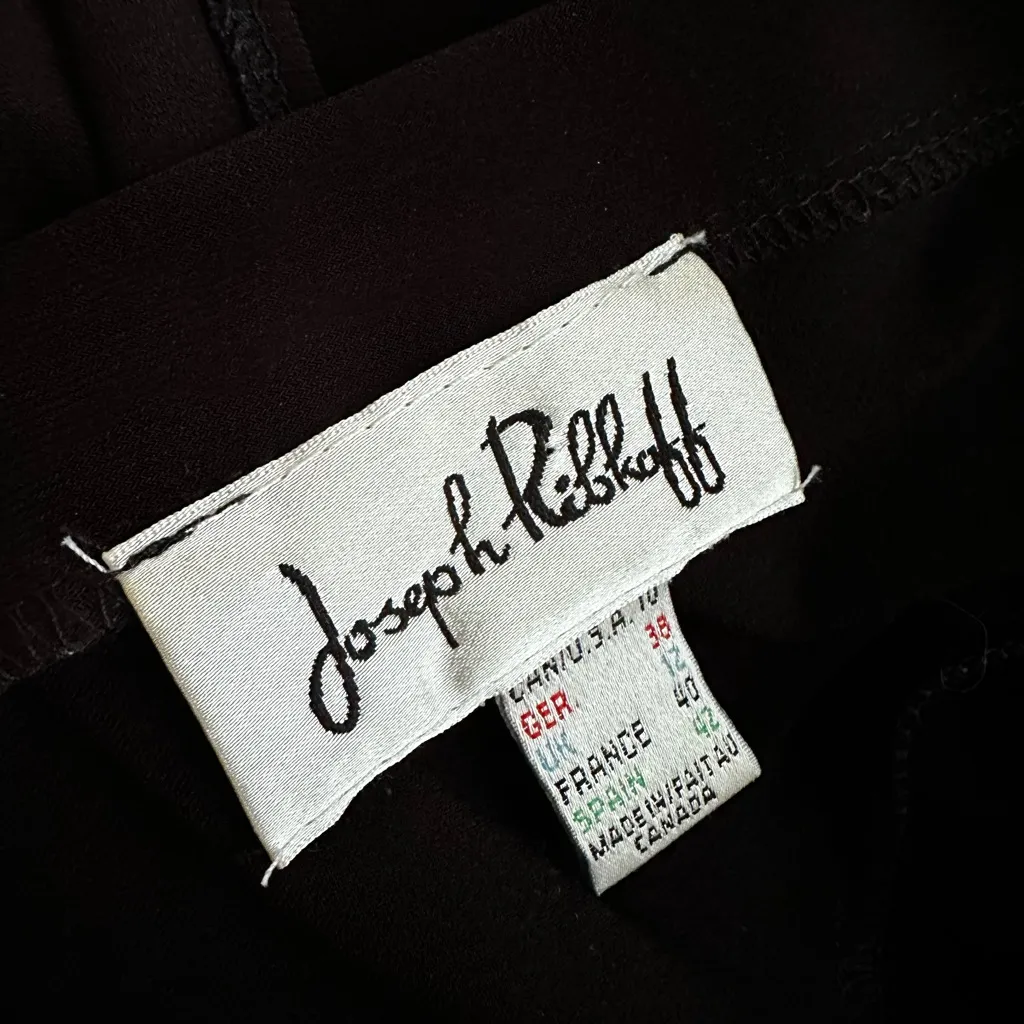 Joseph Ribkoff
CAN/U.S.A. 10
GER 38
UK 12
FRANCE 40
SPAIN 42
MADE IN/FAIT AU
CANADA